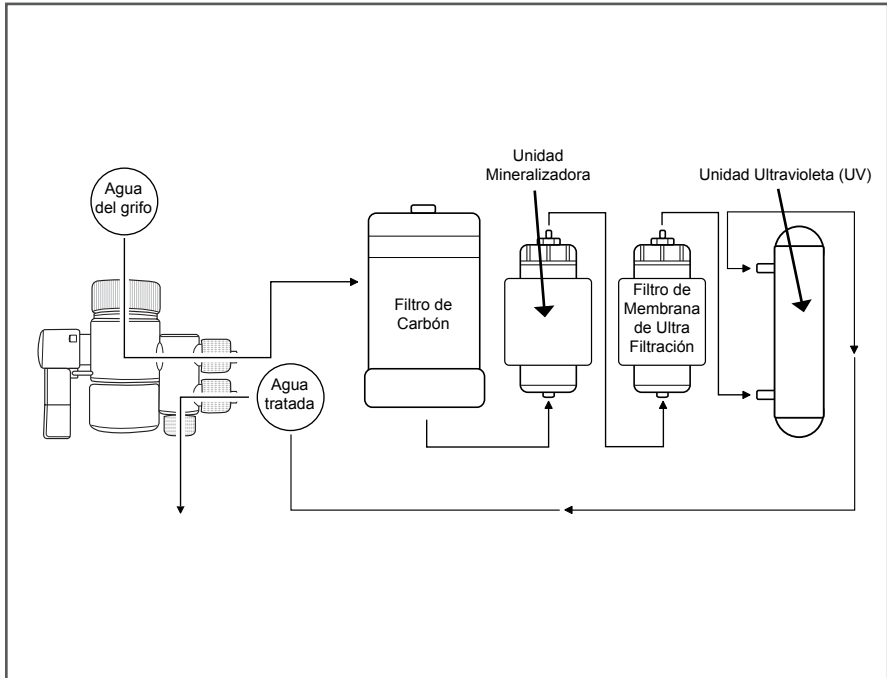 Agua
del grifo
Filtro de
Carbón
Unidad
Mineralizadora
Filtro de
Membrana
de Ultra
Filtración
Unidad Ultravioleta (UV)
Agua
tratada